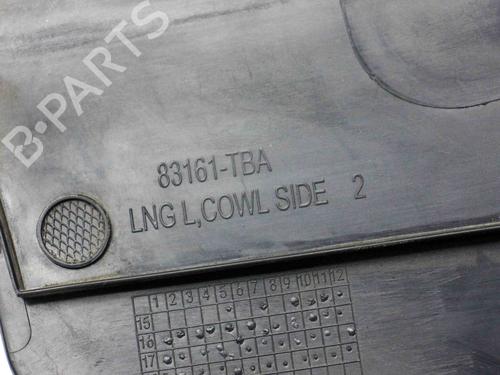 B-PARTS
83161-TBA
LNG L,COWL SIDE 2
1 2 3 4 5 6 7 8 9 10 11 12
15
16
17